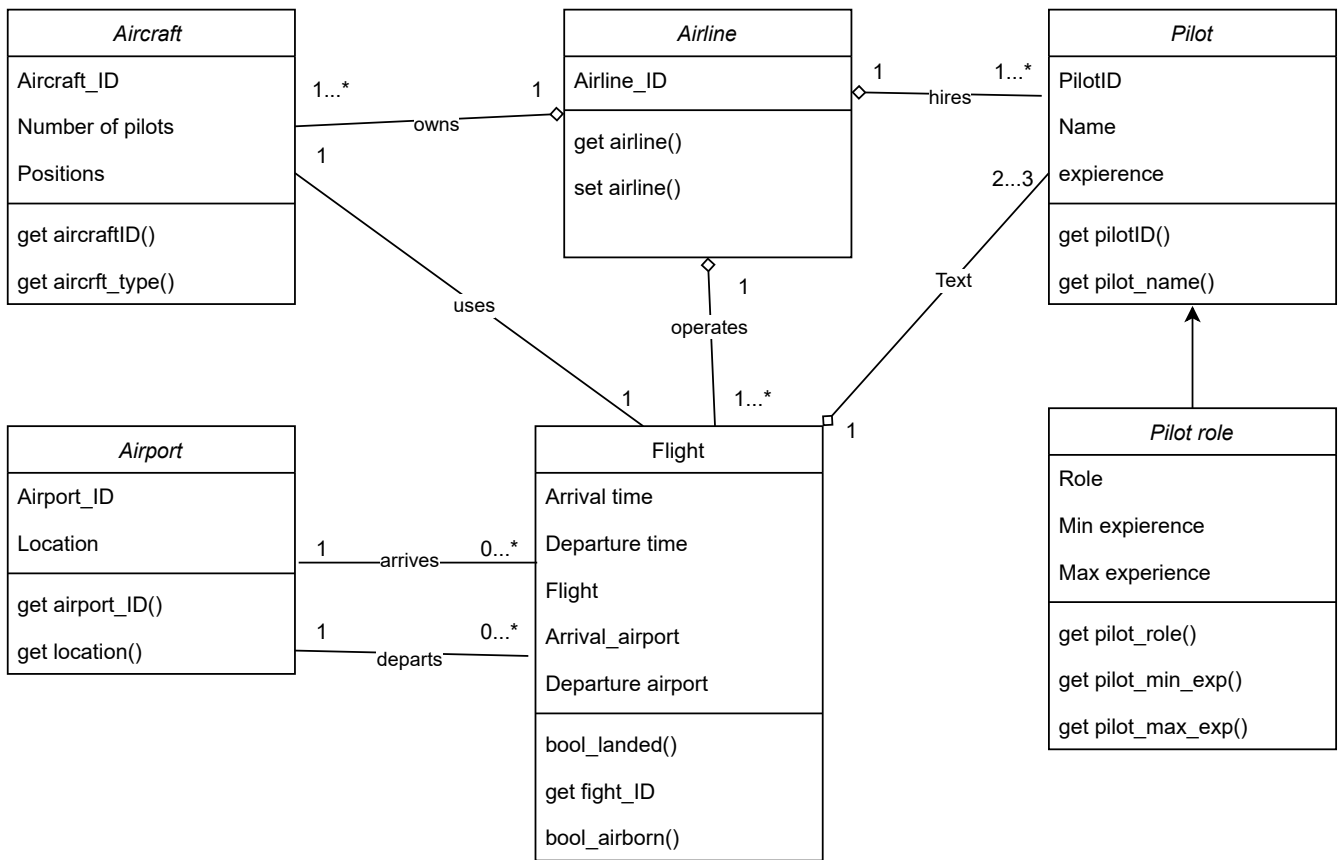 Aircraft
Aircraft_ID
Number of pilots
Positions
get aircraftID()
get aircrft_type()
1...*
1
owns
1
uses
1
Airline
Airline_ID
get airline()
set airline()
1
1...*
hires
1
operates
1...*
Pilot
PilotID
Name
expierence
get pilotID()
get pilot_name()
2...3
Text
1
Airport
Airport_ID
Location
get airport_ID()
get location()
1
arrives
0...*
1
departs
0...*
Flight
Arrival time
Departure time
Flight
Arrival_airport
Departure airport
bool_landed()
get fight_ID
bool_airborn()
Pilot role
Role
Min expierence
Max experience
get pilot_role()
get pilot_min_exp()
get pilot_max_exp()